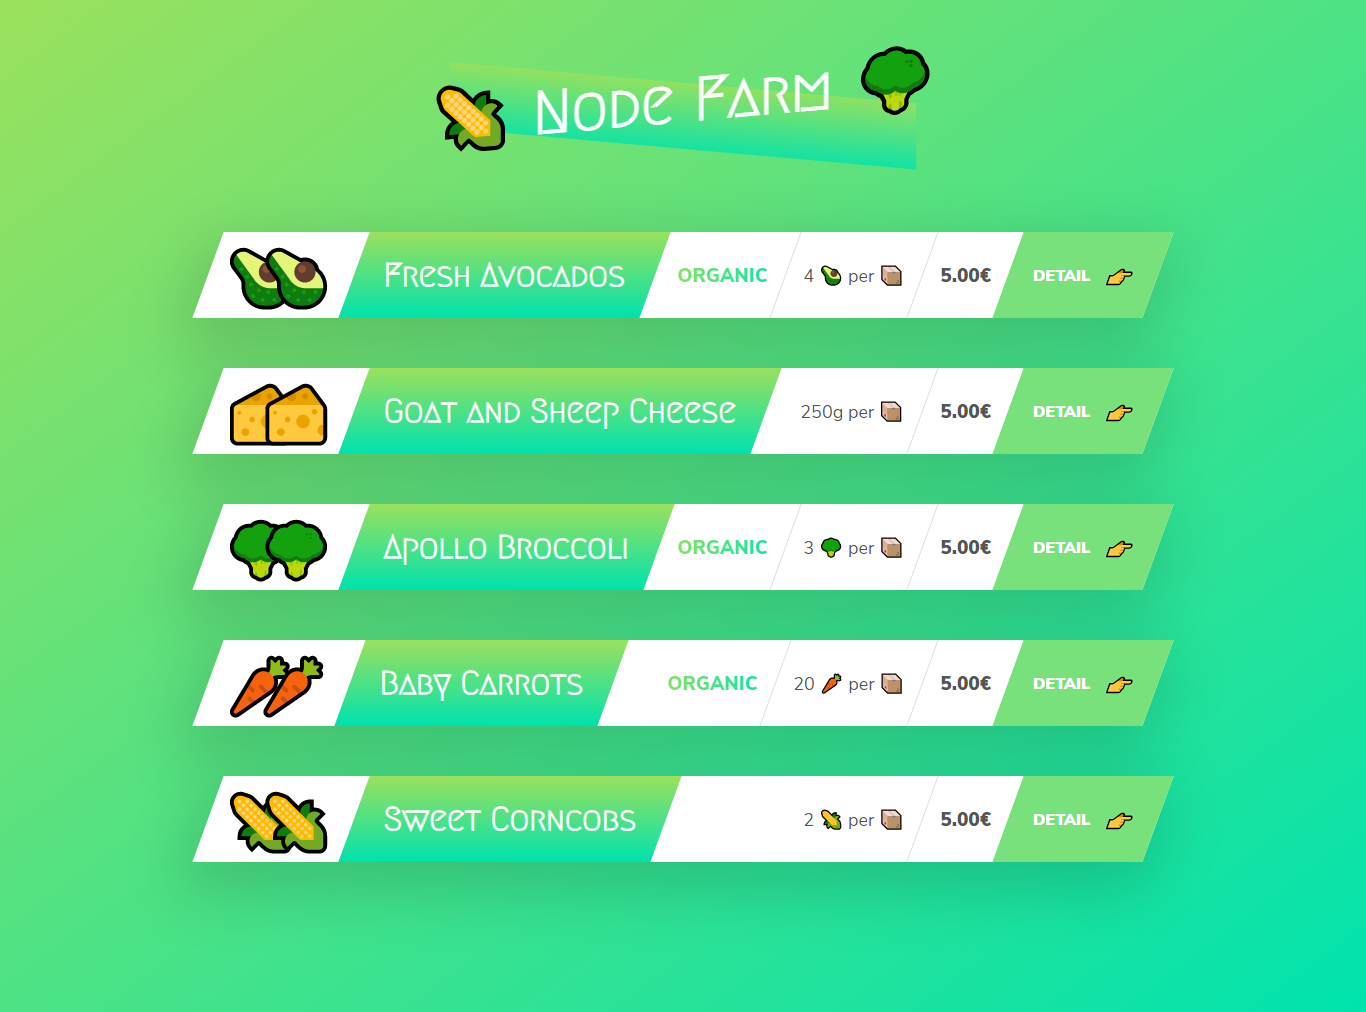 🌽 Node Farm 🥦
Fresh Avocados ORGANIC 4 🥑 per 📦 5.00€ DETAIL 👉
Goat and Sheep Cheese 250g per 📦 5.00€ DETAIL 👉
Apollo Broccoli ORGANIC 3 🥦 per 📦 5.00€ DETAIL 👉
Baby Carrots ORGANIC 20 🥕 per 📦 5.00€ DETAIL 👉
Sweet Corncobs 2 🌽 per 📦 5.00€ DETAIL 👉